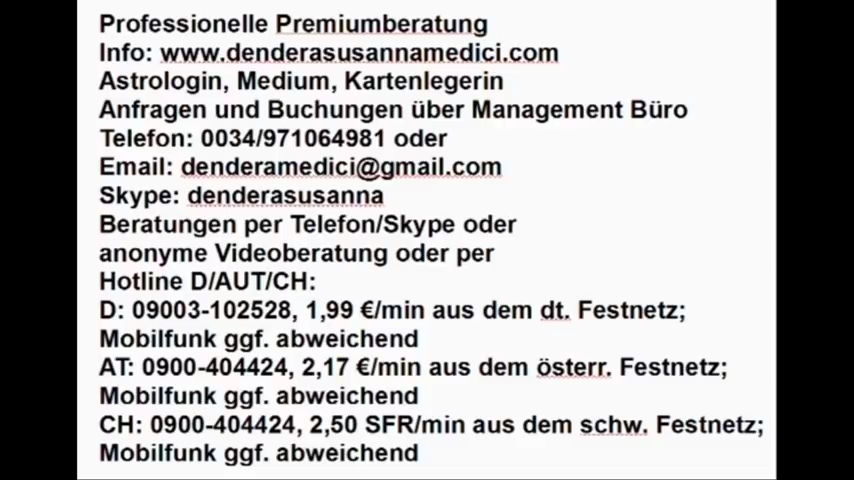 Professionelle Premiumberatung
Info: www.denderasusannamedici.com
Astrologin, Medium, Kartenlegerin
Anfragen und Buchungen über Management Büro
Telefon: 0034/971064981 oder
Email: denderamedici@gmail.com
Skype: denderasusanna
Beratungen per Telefon/Skype oder
anonyme Videoberatung oder per
Hotline D/AUT/CH:
D: 09003-102528, 1,99 €/min aus dem dt. Festnetz;
Mobilfunk ggf. abweichend
AT: 0900-404424, 2,17 €/min aus dem österr. Festnetz;
Mobilfunk ggf. abweichend
CH: 0900-404424, 2,50 SFR/min aus dem schw. Festnetz;
Mobilfunk ggf. abweichend